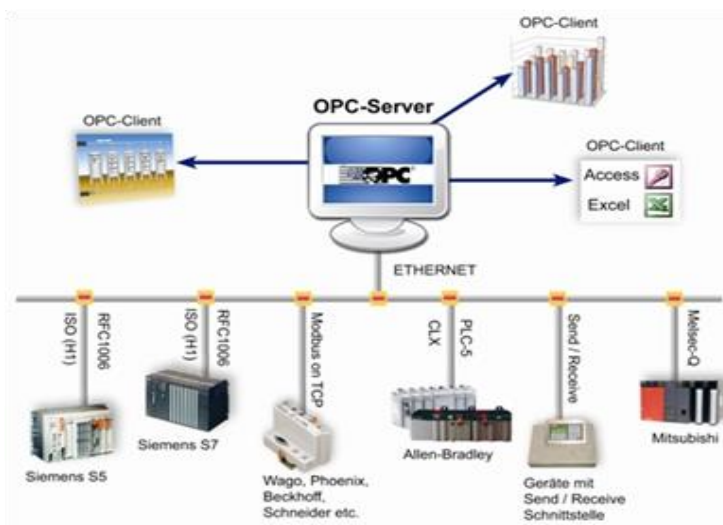 OPC-Client
OPC-Server
OPC-Client
OPC-Client
Access
Excel
OPC
ETHERNET
RFC1006
ISO (H1)
RFC1006
ISO (H1)
Modbus on TCP
PLC-5
CLX
Send / Receive
Melsec-Q
Siemens S5
Siemens S7
Wago, Phoenix,
Beckhoff,
Schneider etc.
Allen-Bradley
Geräte mit
Send / Receive
Schnittstelle
Mitsubishi